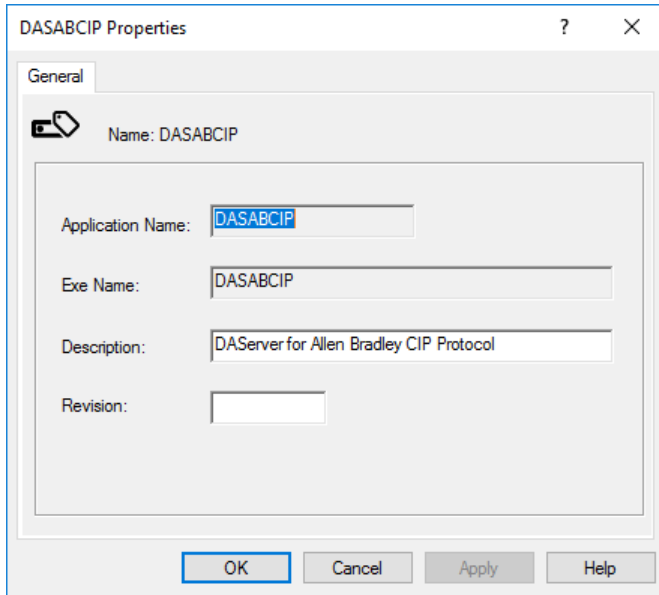 DASABCIP Properties
?
General
Name: DASABCIP
Application Name: DASABCIP
Exe Name: DASABCIP
Description: DAServer for Allen Bradley CIP Protocol
Revision:
OK Cancel Apply Help